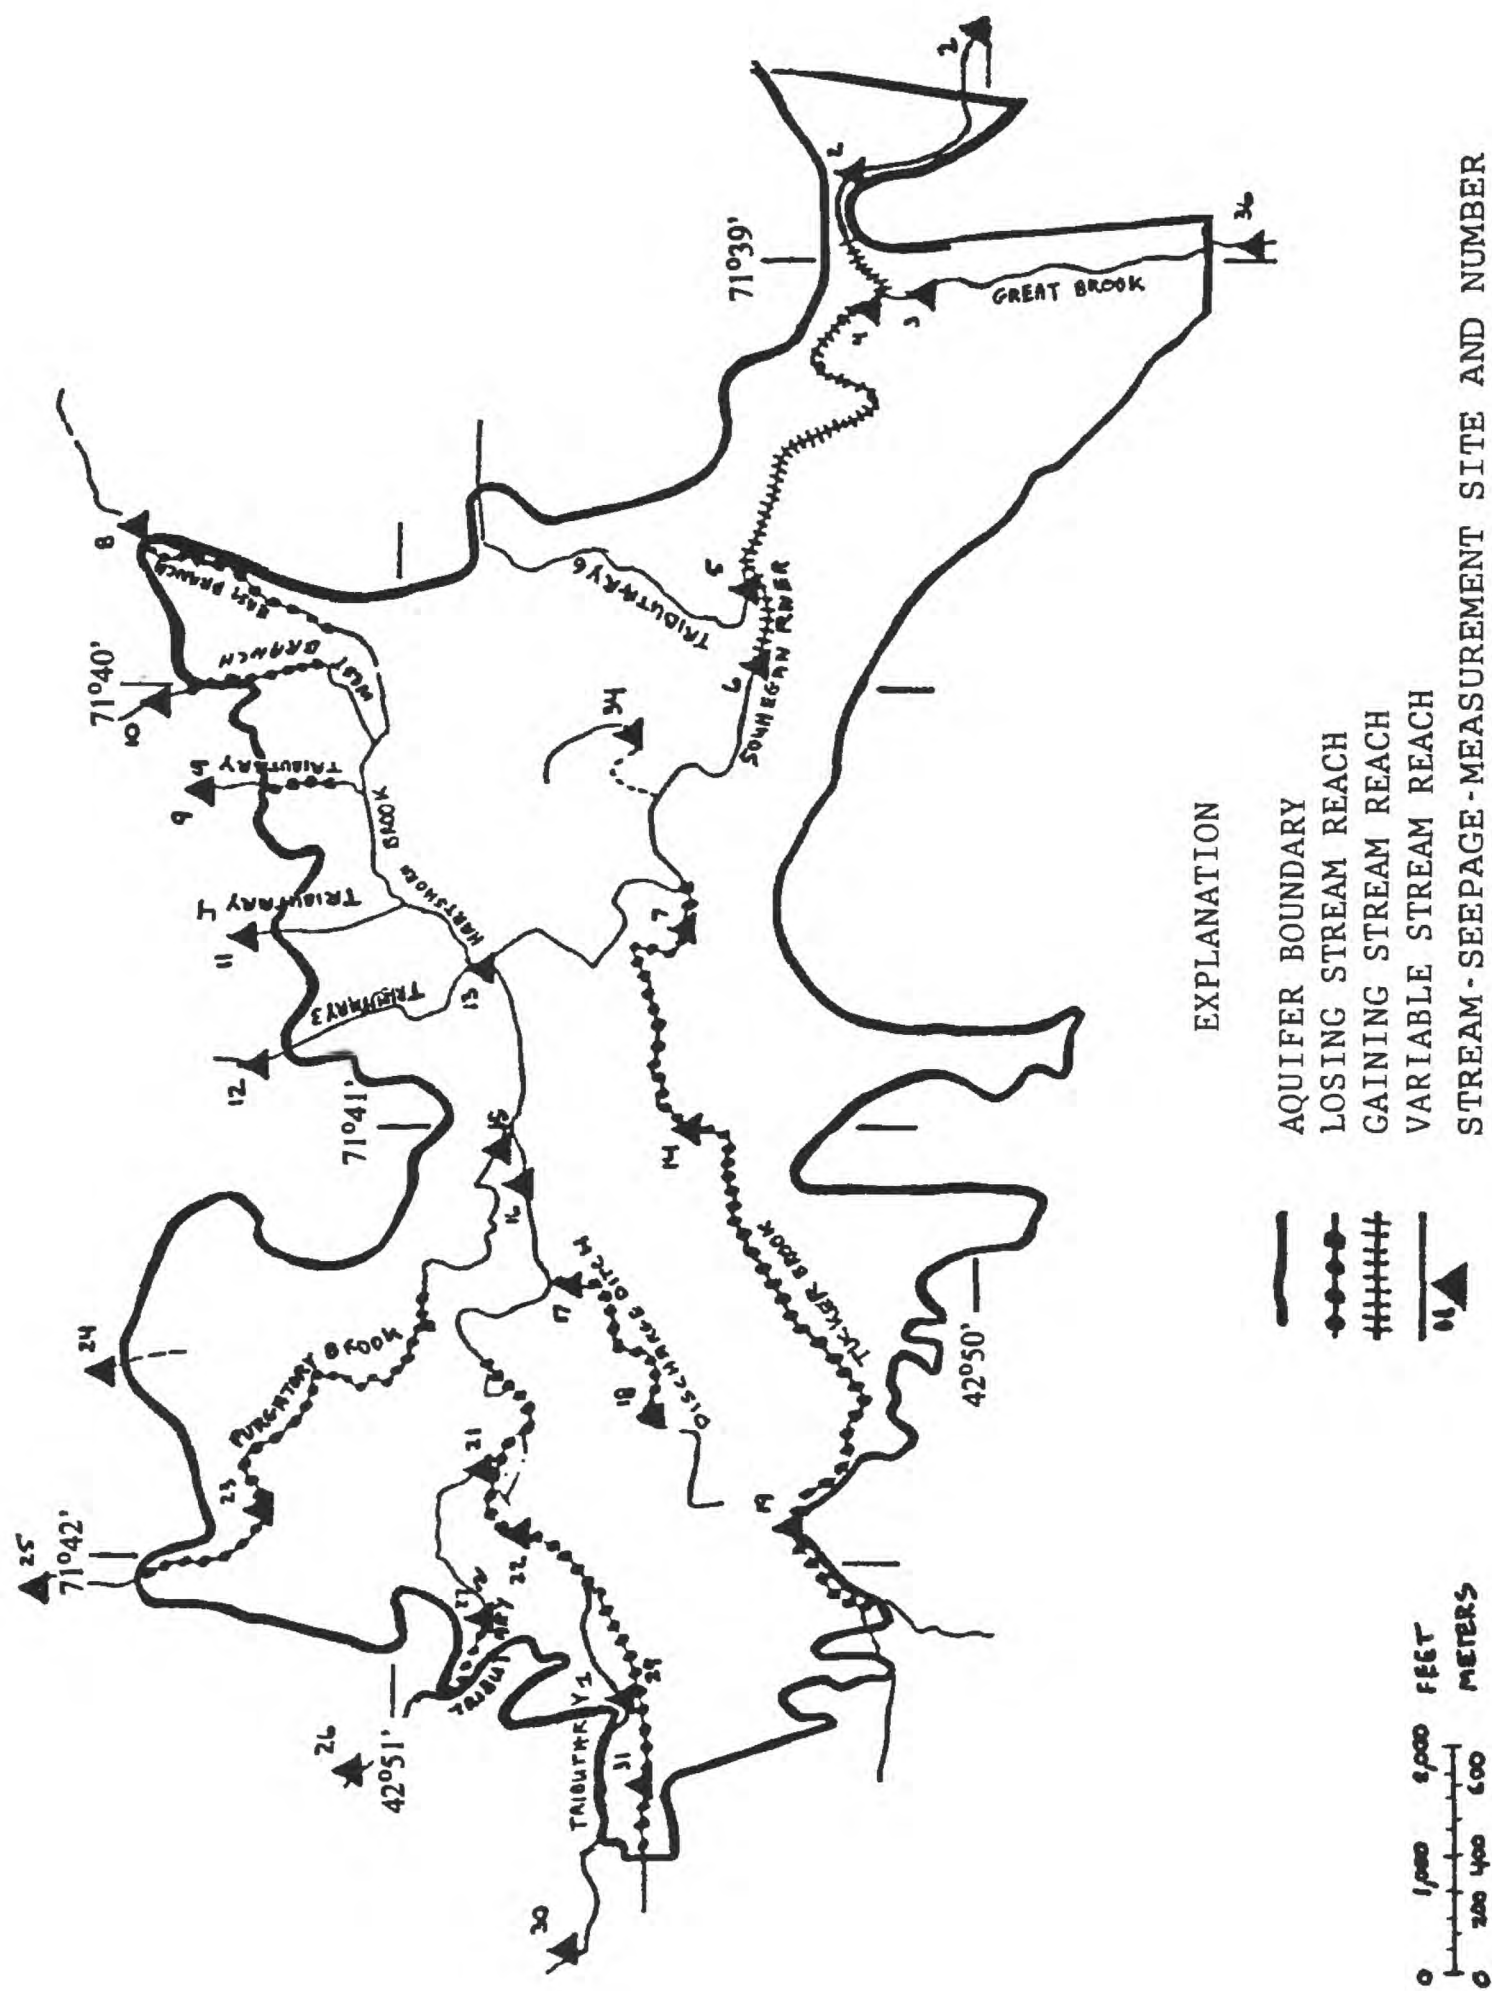 2
2
36
71°39'
3
GREAT BROOK
4
8
EAST BRANCH
5
TRIBUTARY 6
SOUHEGAN RIVER
6
71°40'
10
WEST
BRANCH
34
9
TRIBUTARY
5
BROOK
HARTSHORN
11
TRIBUTARY 4
7
13
TRIBUTARY 3
12
71°41'
15
16
14
17
DISCHARGE DITCH
18
TUCKER BROOK
42°50'
24
PURGATORY BROOK
23
21
22
19
25
71°42'
27
TRIBUT
ARY
2
26
42°51'
29
TRIBUTARY 1
31
30
EXPLANATION
AQUIFER BOUNDARY
LOSING STREAM REACH
GAINING STREAM REACH
VARIABLE STREAM REACH
STREAM-SEEPAGE-MEASUREMENT SITE AND NUMBER
0 1,000 2,000 FEET
0 200 400 600 METERS